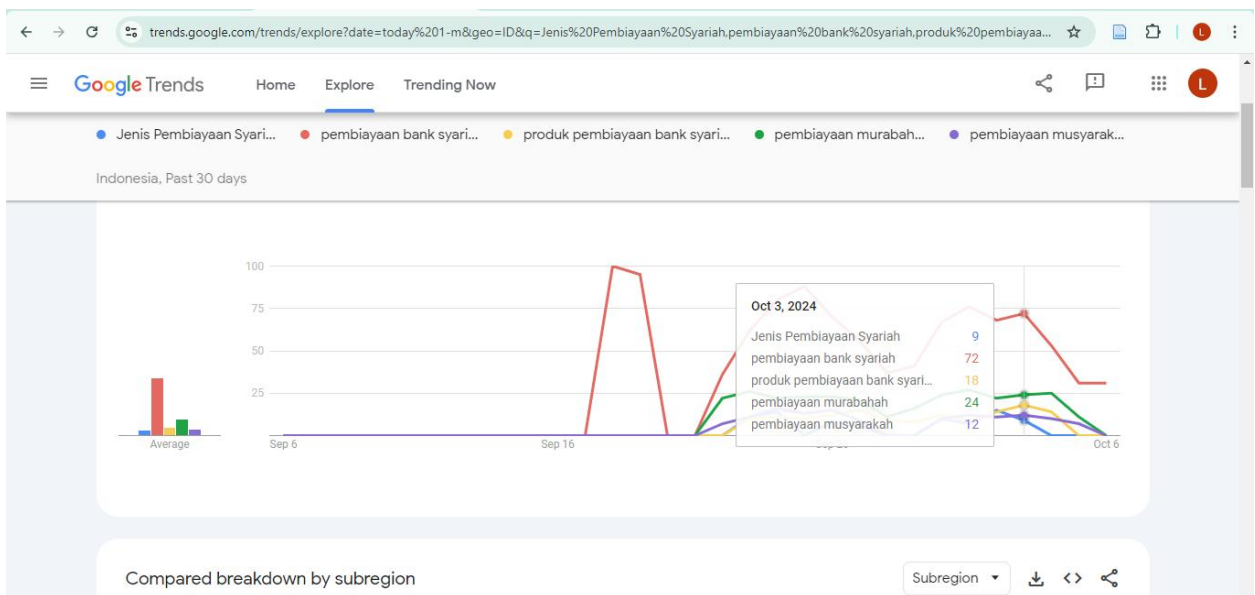 trends.google.com/trends/explore?date=today%201-m&geo=ID&q=Jenis%20Pembiayaan%20Syariah,pembiayaan%20bank%20syariah,produk%20pembiayaa...
L
Google Trends Home Explore Trending Now L
Jenis Pembiayaan Syari... pembiayaan bank syari... produk pembiayaan bank syari... pembiayaan murabah... pembiayaan musyarak...
Indonesia, Past 30 days
100
75
50
25
Average
Sep 6 Sep 16 Oct 6
Oct 3, 2024
Jenis Pembiayaan Syariah 9
pembiayaan bank syariah 72
produk pembiayaan bank syari... 18
pembiayaan murabahah 24
pembiayaan musyarakah 12
Compared breakdown by subregion Subregion